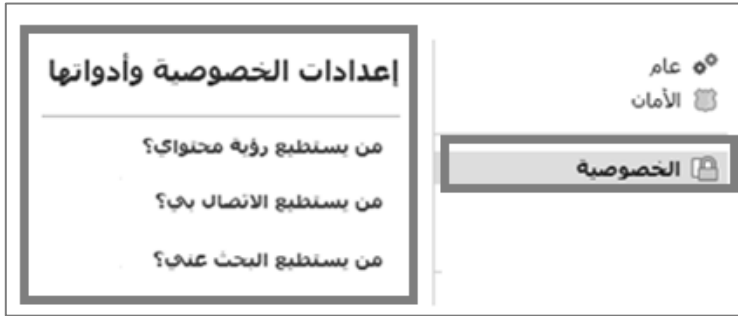 عام
الأمان
الخصوصية
إعدادات الخصوصية وأدواتها
من يستطيع رؤية محتواي؟
من يستطيع الاتصال بي؟
من يستطيع البحث عني؟